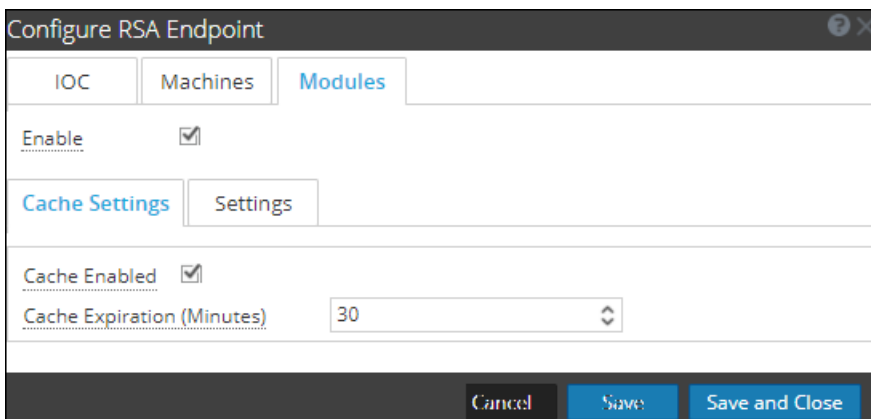 Configure RSA Endpoint
IOC Machines Modules
Enable
Cache Settings Settings
Cache Enabled
Cache Expiration (Minutes) 30
Cancel Save Save and Close